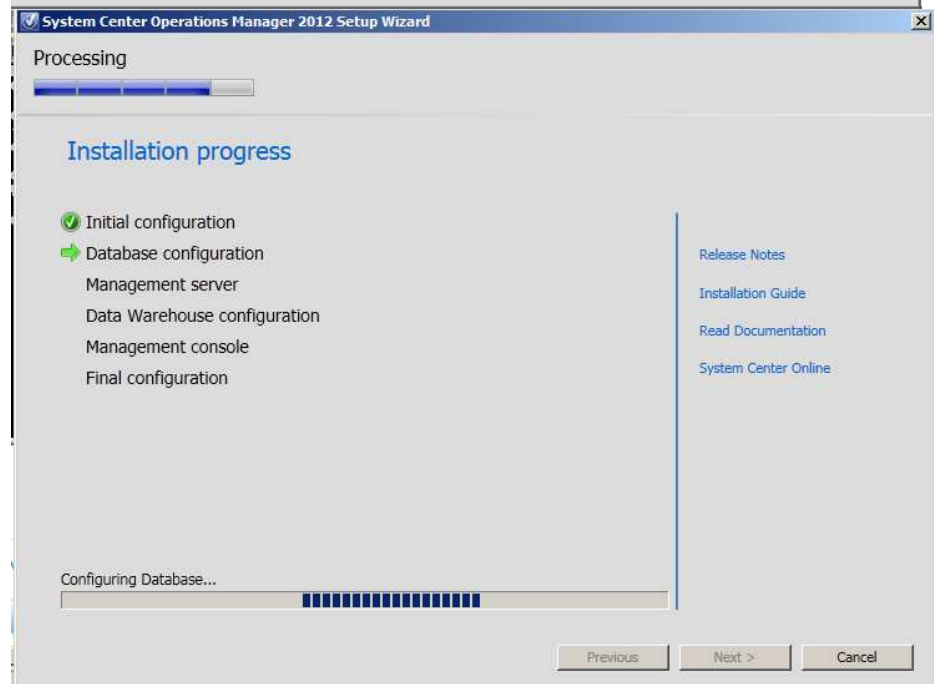 System Center Operations Manager 2012 Setup Wizard
Processing
Installation progress
Initial configuration
Database configuration
Management server
Data Warehouse configuration
Management console
Final configuration
Release Notes
Installation Guide
Read Documentation
System Center Online
Configuring Database...
Previous
Next >
Cancel